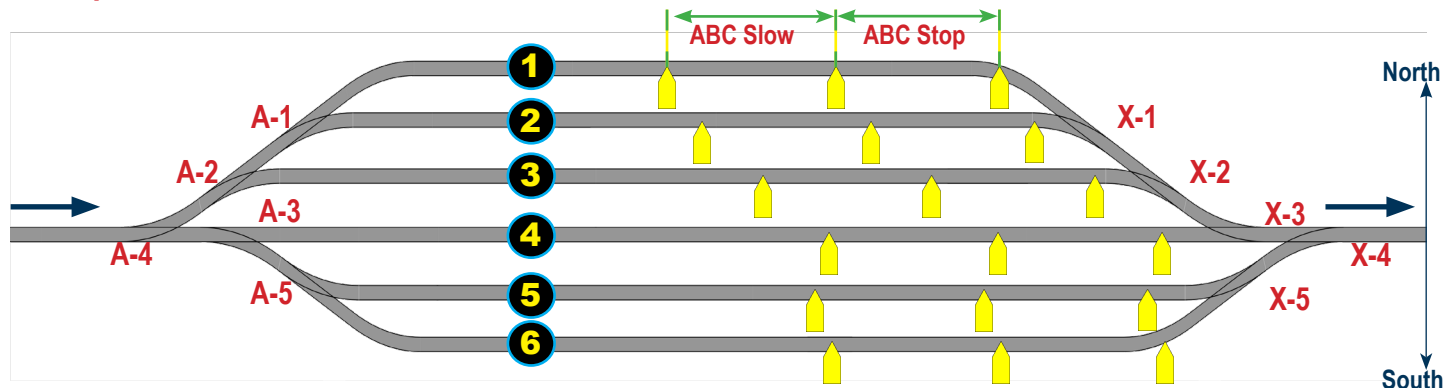 ABC Slow
ABC Stop
1
North
A-1
2
X-1
A-2
3
X-2
A-3
X-3
A-4
4
X-4
A-5
5
X-5
6
South